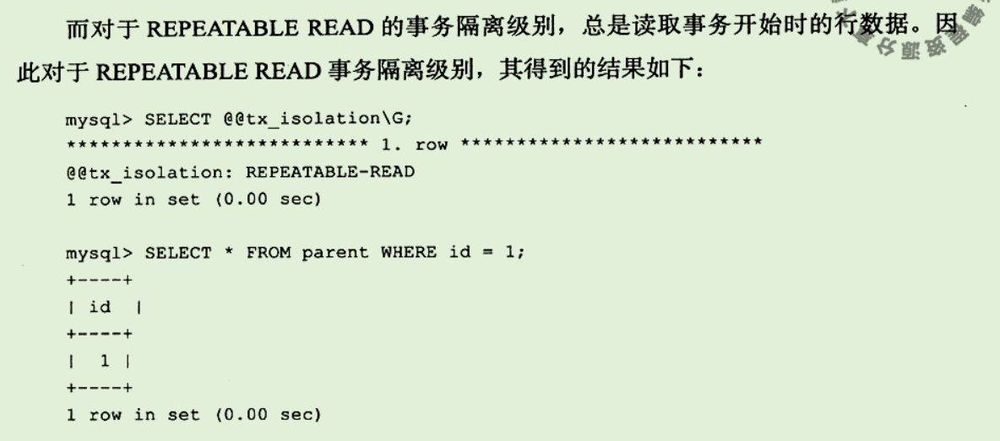 而对于 REPEATABLE READ 的事务隔离级别，总是读取事务开始时的行数据。因
此对于 REPEATABLE READ 事务隔离级别，其得到的结果如下：
mysql> SELECT @@tx_isolation\G;
*************************** 1. row ***************************
@@tx_isolation: REPEATABLE-READ
1 row in set (0.00 sec)
mysql> SELECT * FROM parent WHERE id = 1;
+----+
| id |
+----+
| 1 |
+----+
1 row in set (0.00 sec)